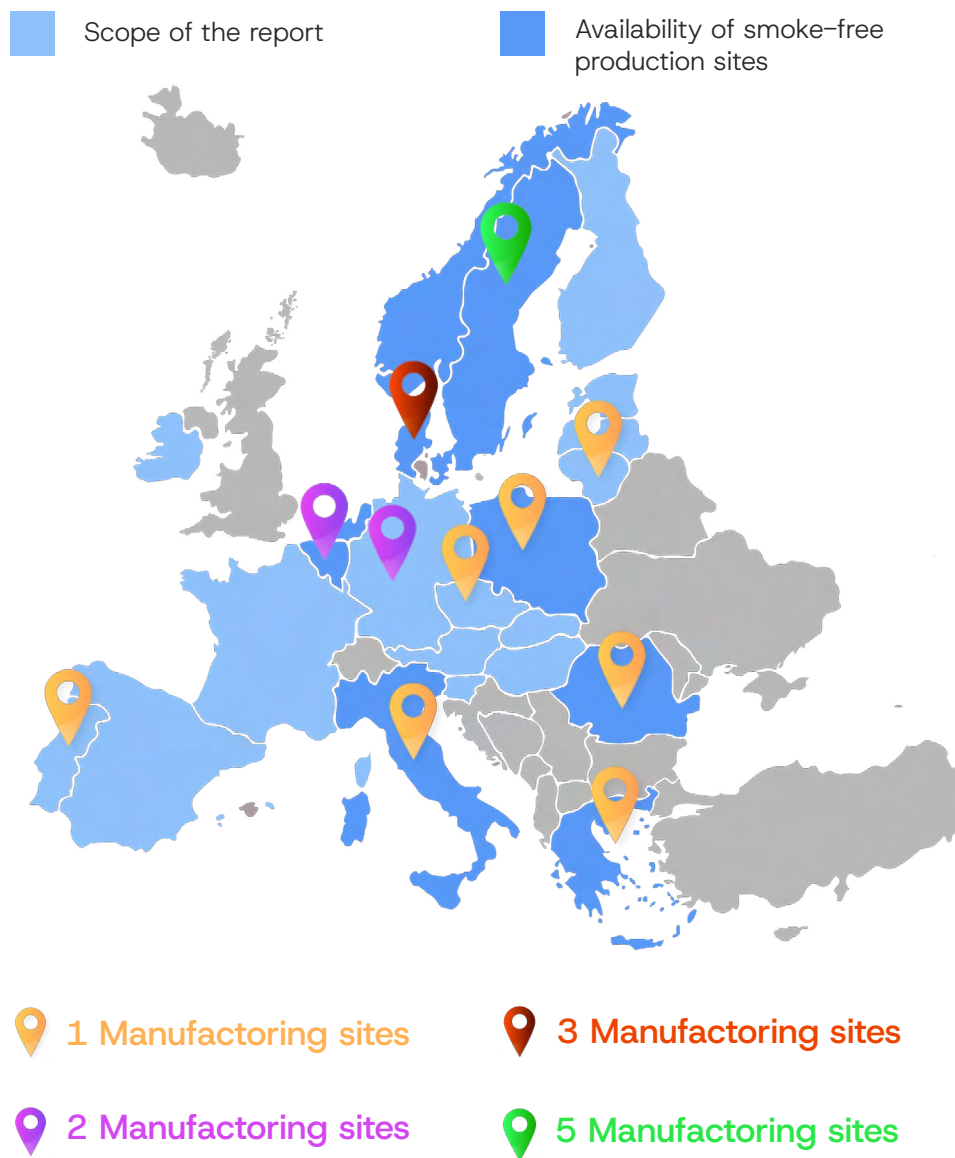 Scope of the report
Availability of smoke-free
production sites
1 Manufactoring sites
3 Manufactoring sites
2 Manufactoring sites
5 Manufactoring sites